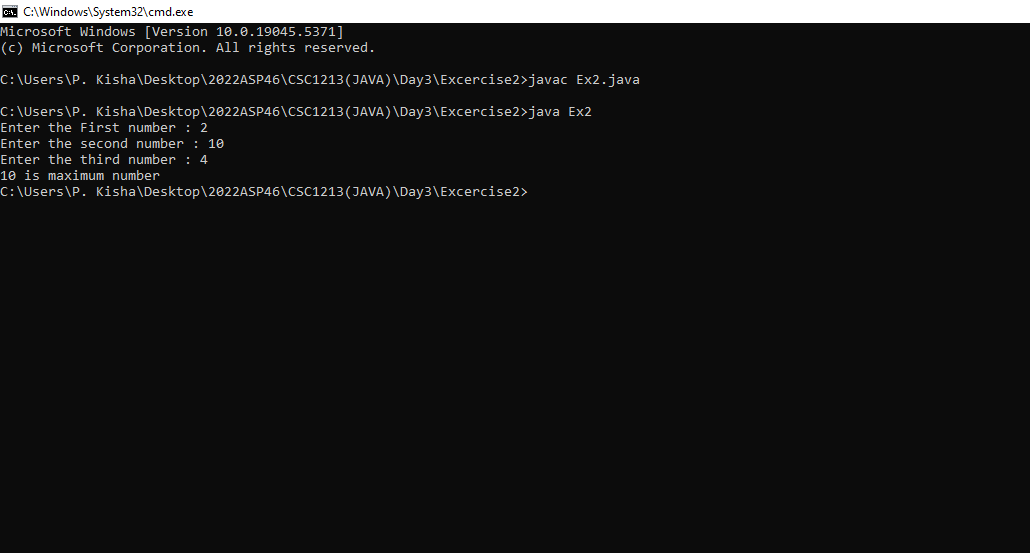 C:\Windows\System32\cmd.exe
Microsoft Windows [Version 10.0.19045.5371]
(c) Microsoft Corporation. All rights reserved.
C:\Users\P. Kisha\Desktop\2022ASP46\CSC1213(JAVA)\Day3\Excercise2>javac Ex2.java
C:\Users\P. Kisha\Desktop\2022ASP46\CSC1213(JAVA)\Day3\Excercise2>java Ex2
Enter the First number : 2
Enter the second number : 10
Enter the third number : 4
10 is maximum number
C:\Users\P. Kisha\Desktop\2022ASP46\CSC1213(JAVA)\Day3\Excercise2>